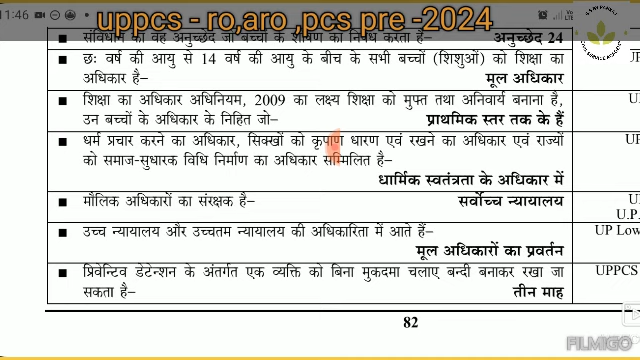 11:46
uppcs - ro,aro ,pcs pre -2024
संविधान का वह अनुच्छेद जो बच्चों के शोषण का निषेध करता है- अनुच्छेद 24
■ छः वर्ष की आयु से 14 वर्ष की आयु के बीच के सभी बच्चों (शिशुओं) को शिक्षा का
अधिकार है- मूल अधिकार
■ शिक्षा का अधिकार अधिनियम, 2009 का लक्ष्य शिक्षा को मुफ्त तथा अनिवार्य बनाना है,
उन बच्चों के अधिकार के निहित जो- प्राथमिक स्तर तक के हैं
■ धर्म प्रचार करने का अधिकार, सिक्खों को कृपाण धारण एवं रखने का अधिकार एवं राज्यों UP
को समाज-सुधारक विधि निर्माण का अधिकार सम्मिलित है-
धार्मिक स्वतंत्रता के अधिकार में
■ मौलिक अधिकारों का संरक्षक है- सर्वोच्च न्यायालय
U.P.
■ उच्च न्यायालय और उच्चतम न्यायालय की अधिकारिता में आते हैं- UP Low
मूल अधिकारों का प्रवर्तन
■ प्रिवेन्टिव डेटेन्शन के अंतर्गत एक व्यक्ति को बिना मुकदमा चलाए बन्दी बनाकर रखा जा UPPCS
सकता है- तीन माह
82
FILMIGO